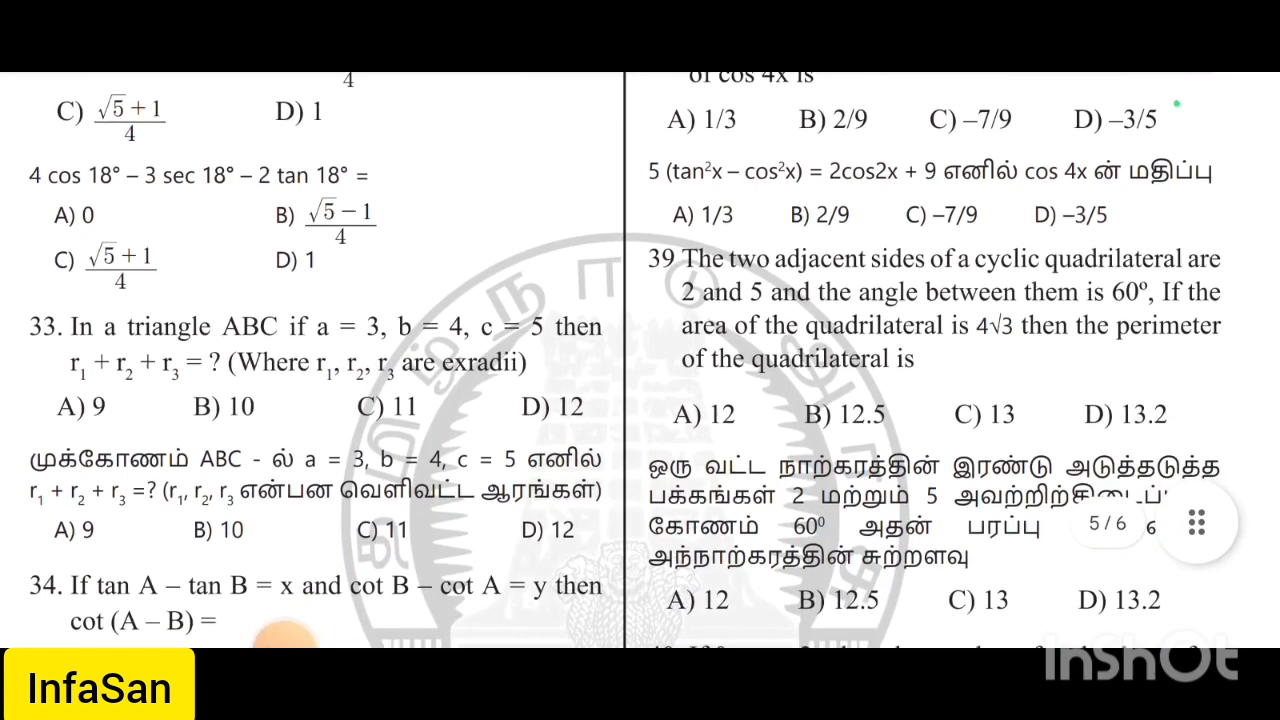 4
C) (√5 + 1)/4 D) 1
4 cos 18° – 3 sec 18° – 2 tan 18° =
A) 0 B) (√5 – 1)/4
C) (√5 + 1)/4 D) 1
33. In a triangle ABC if a = 3, b = 4, c = 5 then
r₁ + r₂ + r₃ = ? (Where r₁, r₂, r₃ are exradii)
A) 9 B) 10 C) 11 D) 12
முக்கோணம் ABC - ல் a = 3, b = 4, c = 5 எனில்
r₁ + r₂ + r₃ =? (r₁, r₂, r₃ என்பன வெளிவட்ட ஆரங்கள்)
A) 9 B) 10 C) 11 D) 12
34. If tan A – tan B = x and cot B – cot A = y then
cot (A – B) =
of cos 4x is
A) 1/3 B) 2/9 C) –7/9 D) –3/5
5 (tan²x – cos²x) = 2cos2x + 9 எனில் cos 4x ன் மதிப்பு
A) 1/3 B) 2/9 C) –7/9 D) –3/5
39 The two adjacent sides of a cyclic quadrilateral are
2 and 5 and the angle between them is 60º, If the
area of the quadrilateral is 4√3 then the perimeter
of the quadrilateral is
A) 12 B) 12.5 C) 13 D) 13.2
ஒரு வட்ட நாற்கரத்தின் இரண்டு அடுத்தடுத்த
பக்கங்கள் 2 மற்றும் 5
கோணம் 60⁰ அதன் பரப்பு
அந்நாற்கரத்தின் சுற்றளவு
A) 12 B) 12.5 C) 13 D) 13.2
5 / 6
InShOt
InfaSan